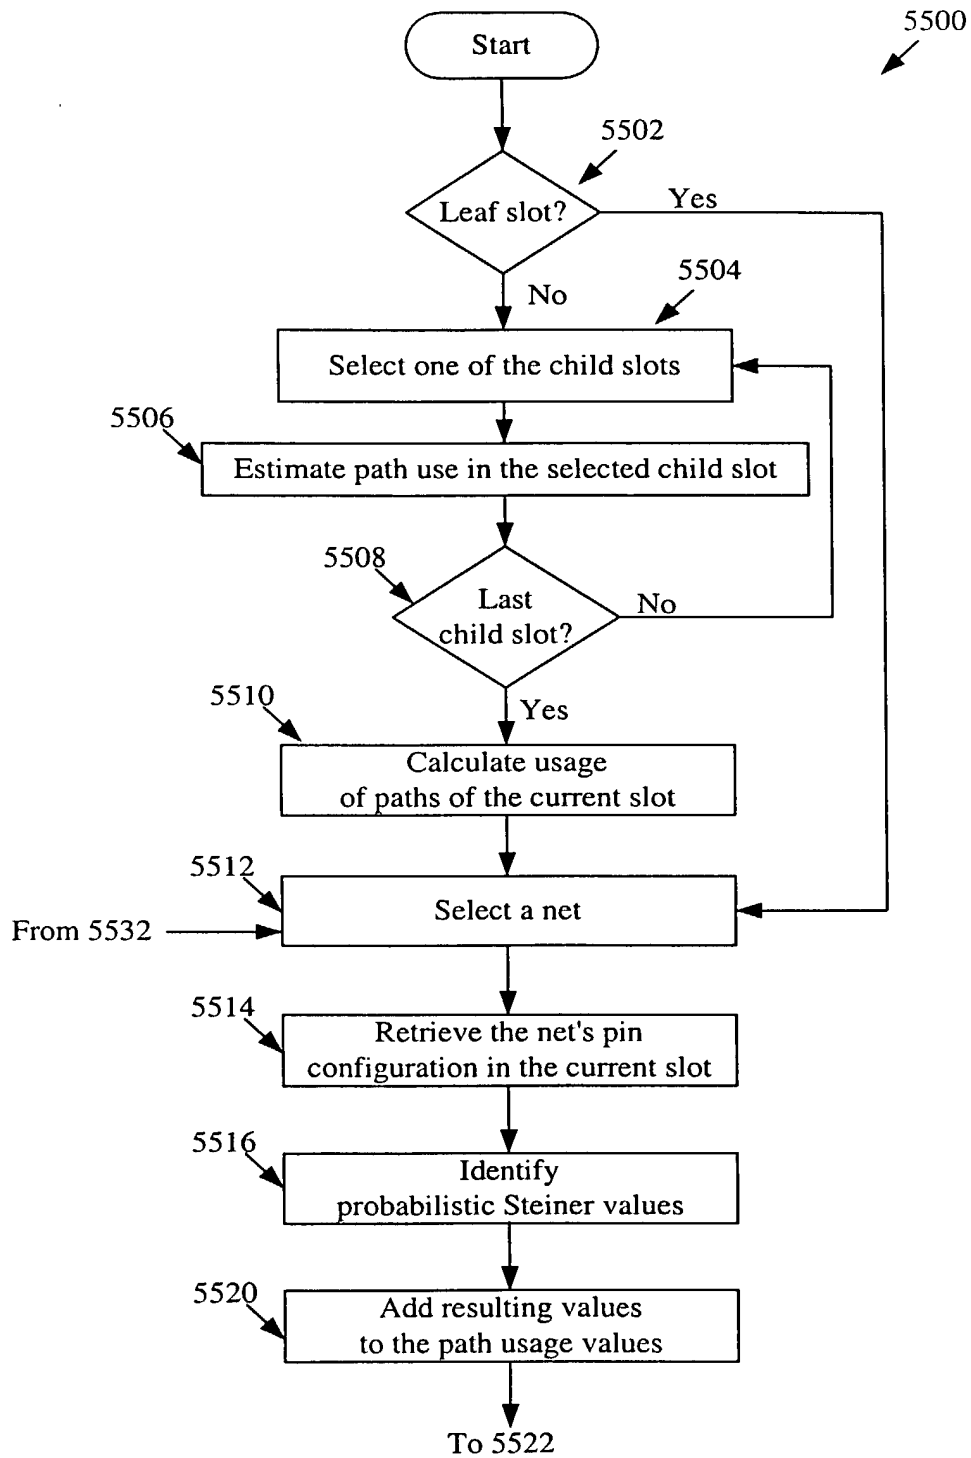 5500
Start
5502
Leaf slot?
Yes
No
5504
Select one of the child slots
5506
Estimate path use in the selected child slot
5508
Last
child slot?
No
Yes
5510
Calculate usage
of paths of the current slot
5512
Select a net
From 5532
5514
Retrieve the net's pin
configuration in the current slot
5516
Identify
probabilistic Steiner values
5520
Add resulting values
to the path usage values
To 5522